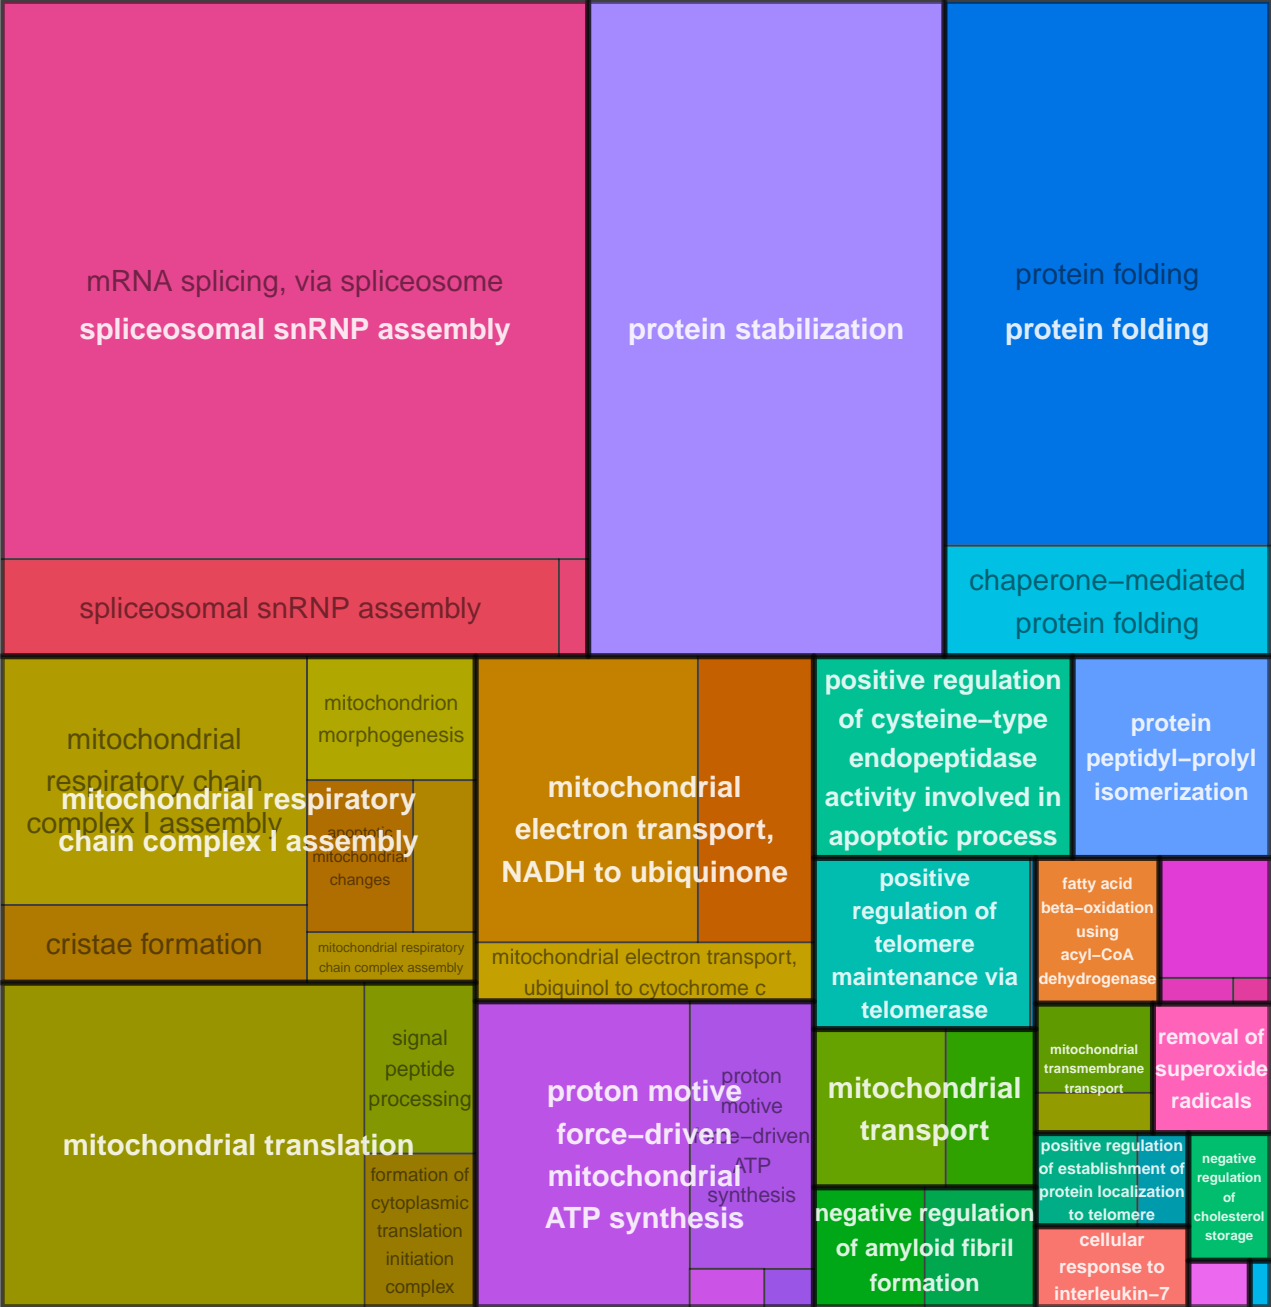 mRNA splicing, via spliceosome
spliceosomal snRNP assembly
spliceosomal snRNP assembly
protein stabilization
protein folding
protein folding
chaperone−mediated
protein folding
mitochondrial
respiratory chain
complex I assembly
mitochondrial respiratory
chain complex I assembly
mitochondrion
morphogenesis
apoptotic
mitochondrial
changes
cristae formation
mitochondrial respiratory
chain complex assembly
mitochondrial
electron transport,
NADH to ubiquinone
mitochondrial electron transport,
ubiquinol to cytochrome c
positive regulation
of cysteine−type
endopeptidase
activity involved in
apoptotic process
protein
peptidyl−prolyl
isomerization
positive
regulation of
telomere
maintenance via
telomerase
fatty acid
beta−oxidation
using
acyl−CoA
dehydrogenase
mitochondrial translation
signal
peptide
processing
formation of
cytoplasmic
translation
initiation
complex
proton motive
force−driven
mitochondrial
ATP synthesis
proton
motive
force−driven
ATP
synthesis
mitochondrial
transport
mitochondrial
transmembrane
transport
removal of
superoxide
radicals
negative regulation
of amyloid fibril
formation
positive regulation
of establishment of
protein localization
to telomere
negative
regulation
of
cholesterol
storage
cellular
response to
interleukin−7